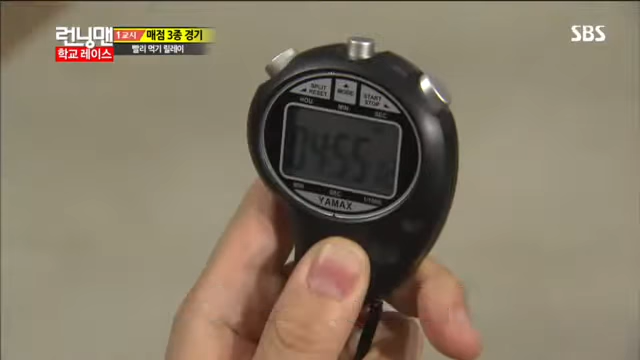 런닝맨
학교 레이스
1교시 매점 3종 경기
빨리 먹기 릴레이
SBS
SPLIT
RESET
MODE
START
STOP
HOU
MIN
SEC
0455
MIN
SEC
1/100SEC
YAMAX